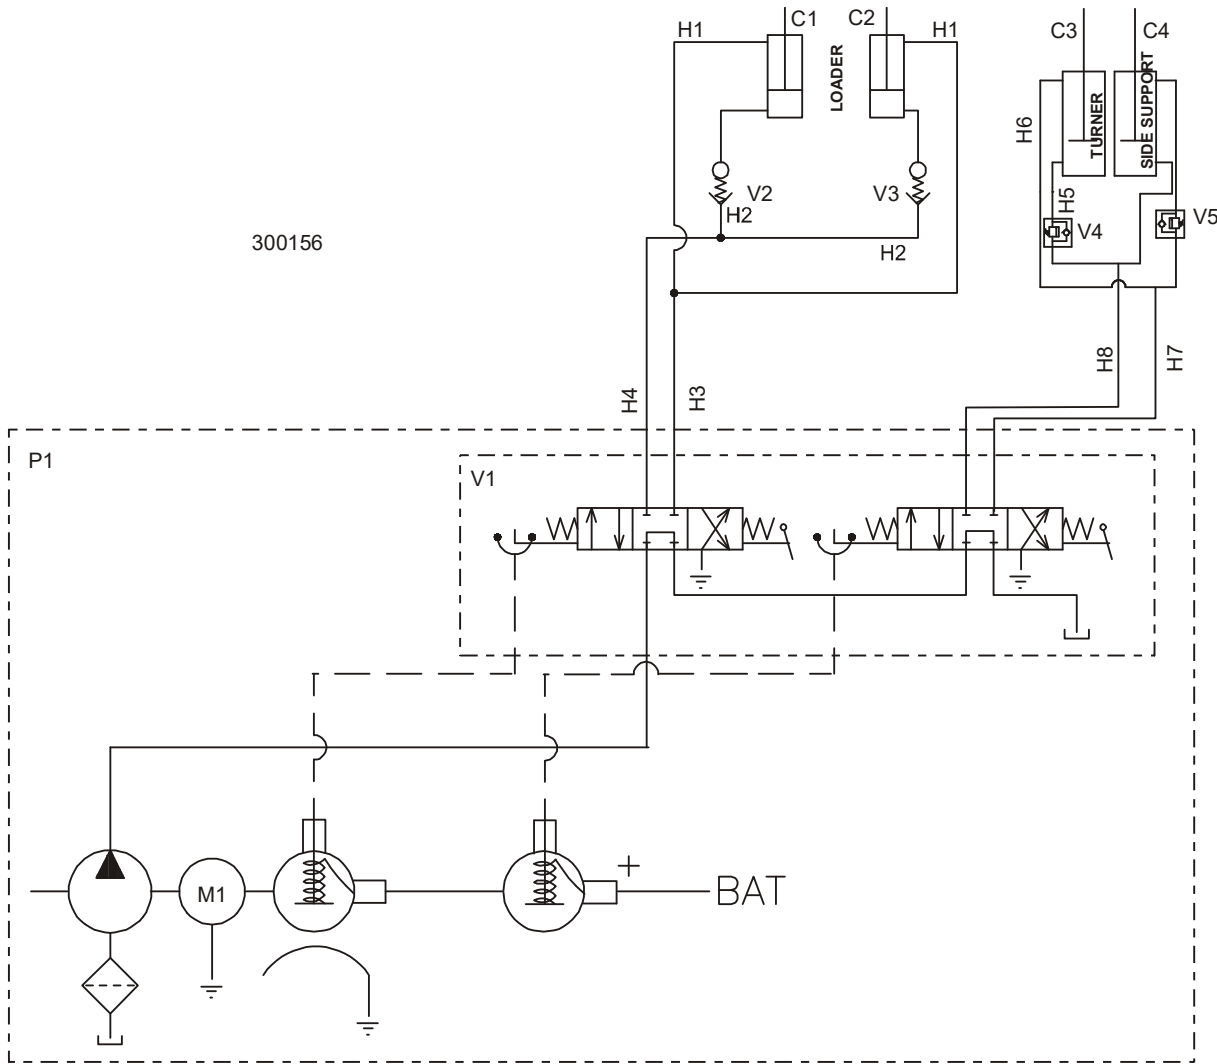 C1
C2
H1
H1
LOADER
C3
C4
TURNER
SIDE SUPPORT
H6
V2
V3
H2
H2
H5
V4
V5
300156
H4
H3
H8
H7
P1
V1
M1
+
BAT